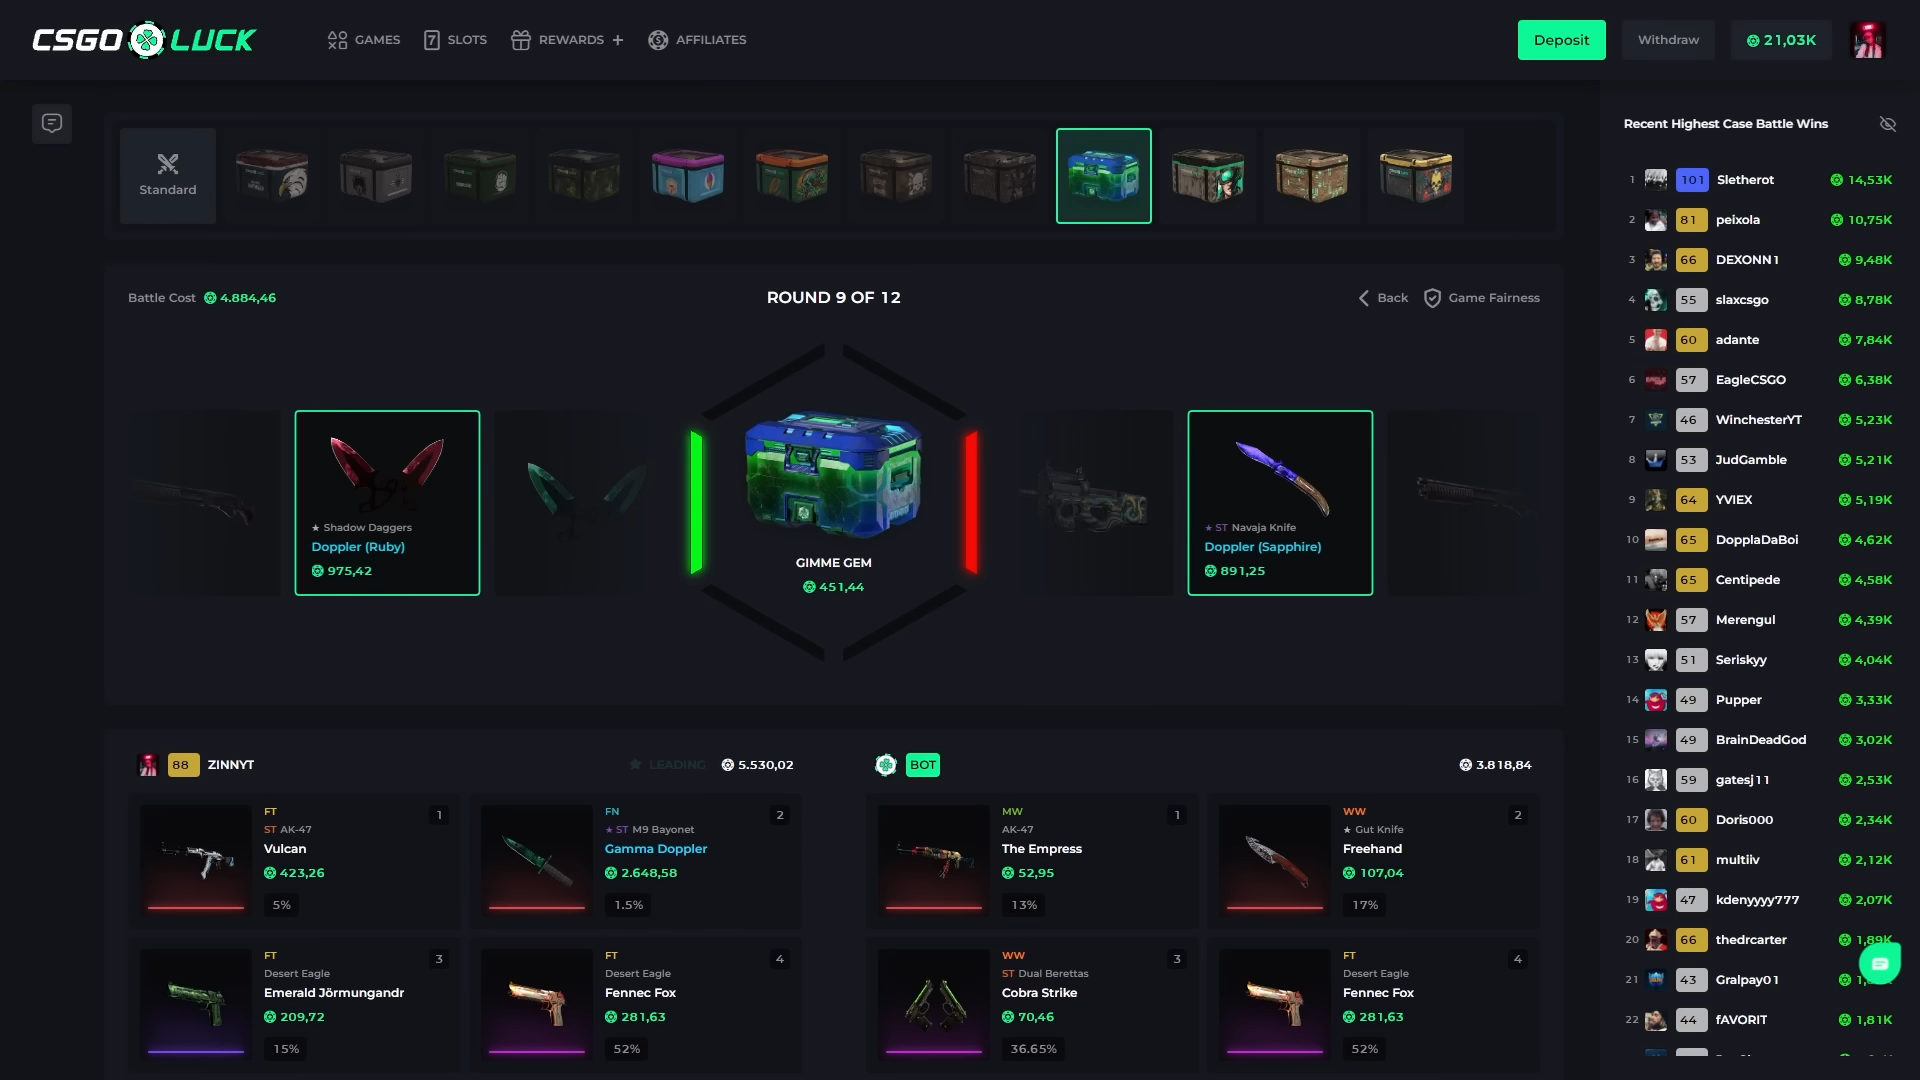 CSGO LUCK
GAMES
SLOTS
REWARDS +
AFFILIATES
Deposit
Withdraw
21,03K
Standard
Battle Cost 4.884,46
ROUND 9 OF 12
Back
Game Fairness
★ Shadow Daggers
Doppler (Ruby)
975,42
GIMME GEM
451,44
★ ST Navaja Knife
Doppler (Sapphire)
891,25
88 ZINNYT
★ LEADING
5.530,02
FT
1
ST AK-47
Vulcan
423,26
5%
FN
2
★ ST M9 Bayonet
Gamma Doppler
2.648,58
1.5%
FT
3
Desert Eagle
Emerald Jörmungandr
209,72
15%
FT
4
Desert Eagle
Fennec Fox
281,63
52%
BOT
3.818,84
MW
1
AK-47
The Empress
52,95
13%
WW
2
★ Gut Knife
Freehand
107,04
17%
WW
3
ST Dual Berettas
Cobra Strike
70,46
36.65%
FT
4
Desert Eagle
Fennec Fox
281,63
52%
Recent Highest Case Battle Wins
1 101 Sletherot 14,53K
2 81 peixola 10,75K
3 66 DEXONN1 9,48K
4 55 slaxcsgo 8,78K
5 60 adante 7,84K
6 57 EagleCSGO 6,38K
7 46 WinchesterYT 5,23K
8 53 JudGamble 5,21K
9 64 YVIEX 5,19K
10 65 DopplaDaBoi 4,62K
11 65 Centipede 4,58K
12 57 Merengul 4,39K
13 51 Seriskyy 4,04K
14 49 Pupper 3,33K
15 49 BrainDeadGod 3,02K
16 59 gatesj11 2,53K
17 60 Doris000 2,34K
18 61 multiiv 2,12K
19 47 kdenyyyy777 2,07K
20 66 thedrcarter 1,89K
21 43 Gralpay01
22 44 fAVORIT 1,81K